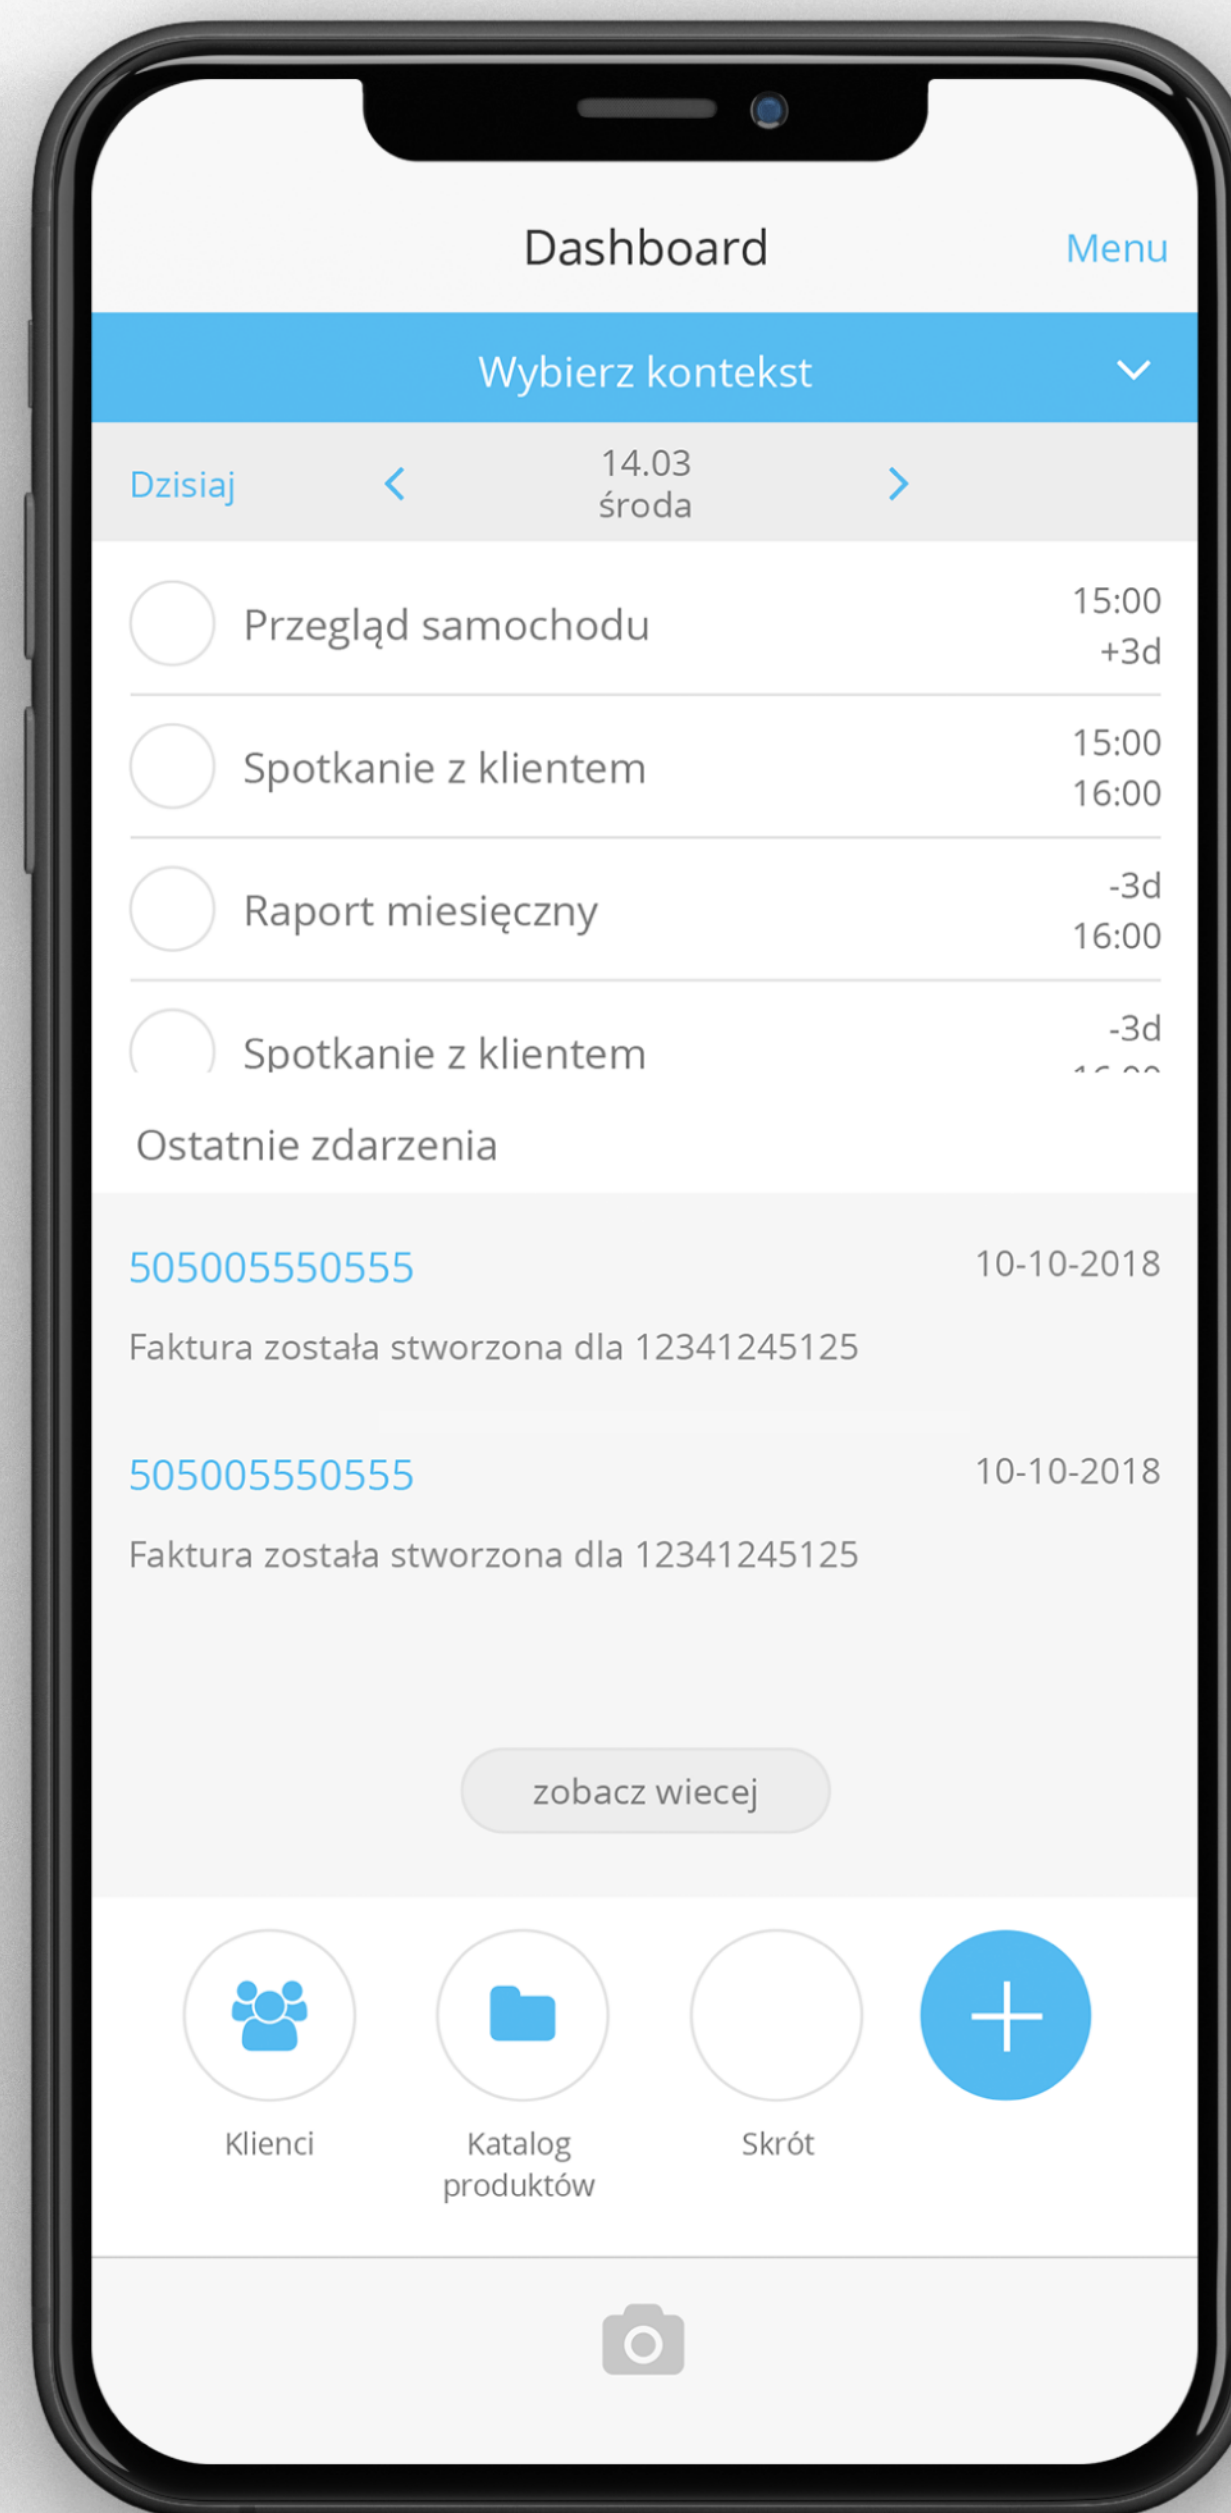 Dashboard
Menu
Wybierz kontekst
Dzisiaj
14.03
środa
Przegląd samochodu
15:00
+3d
Spotkanie z klientem
15:00
16:00
Raport miesięczny
-3d
16:00
Spotkanie z klientem
-3d
Ostatnie zdarzenia
505005550555
10-10-2018
Faktura została stworzona dla 12341245125
505005550555
10-10-2018
Faktura została stworzona dla 12341245125
zobacz wiecej
Klienci
Katalog
produktów
Skrót